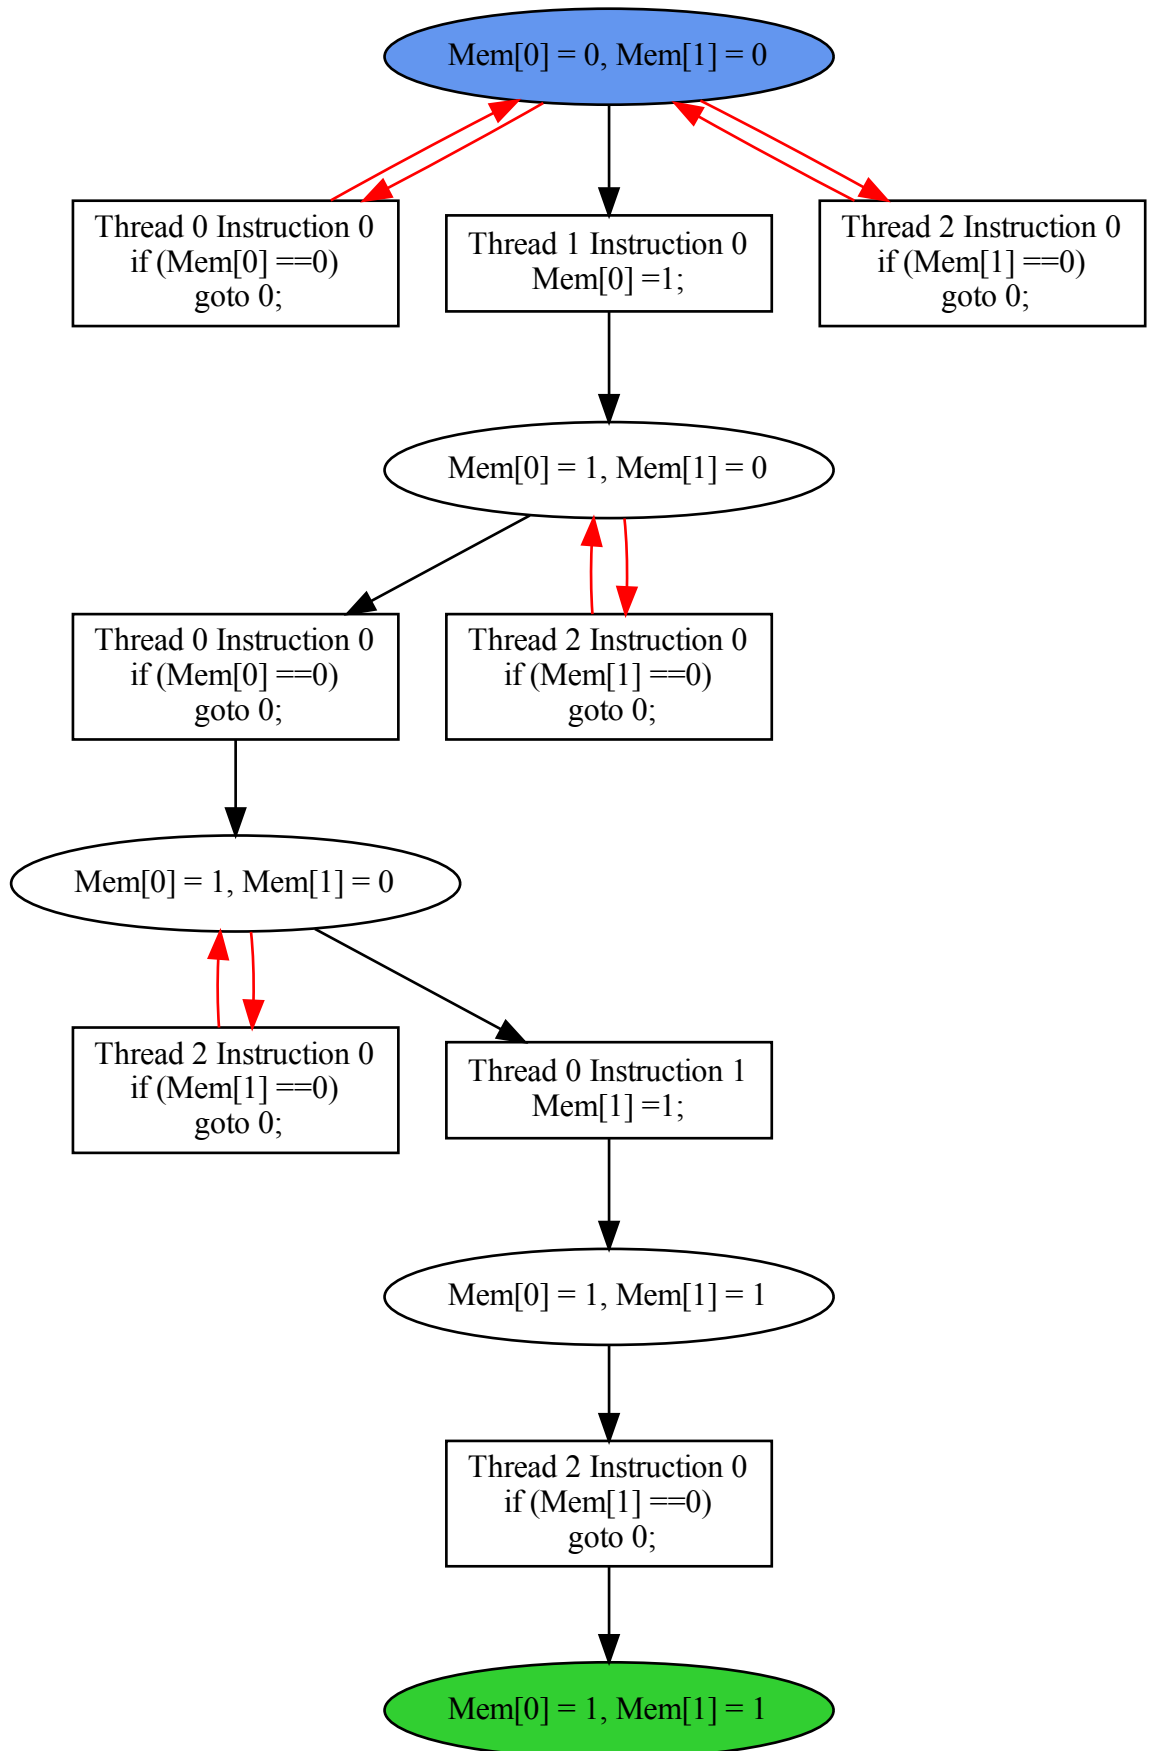 Mem[0] = 0, Mem[1] = 0
Thread 0 Instruction 0
if (Mem[0] ==0)
goto 0;
Thread 1 Instruction 0
Mem[0] =1;
Thread 2 Instruction 0
if (Mem[1] ==0)
goto 0;
Mem[0] = 1, Mem[1] = 0
Thread 0 Instruction 0
if (Mem[0] ==0)
goto 0;
Thread 2 Instruction 0
if (Mem[1] ==0)
goto 0;
Mem[0] = 1, Mem[1] = 0
Thread 2 Instruction 0
if (Mem[1] ==0)
goto 0;
Thread 0 Instruction 1
Mem[1] =1;
Mem[0] = 1, Mem[1] = 1
Thread 2 Instruction 0
if (Mem[1] ==0)
goto 0;
Mem[0] = 1, Mem[1] = 1